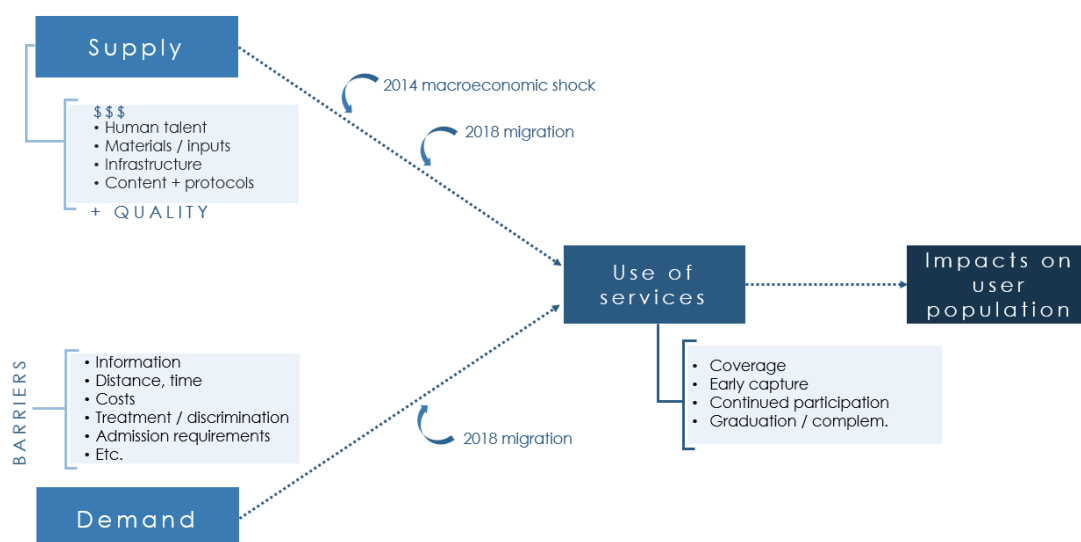 Supply
$$$
• Human talent
• Materials / inputs
• Infrastructure
• Content + protocols
+ QUALITY
2014 macroeconomic shock
2018 migration
Use of
services
Impacts on
user
population
• Coverage
• Early capture
• Continued participation
• Graduation / complem.
BARRIERS
• Information
• Distance, time
• Costs
• Treatment / discrimination
• Admission requirements
• Etc.
2018 migration
Demand